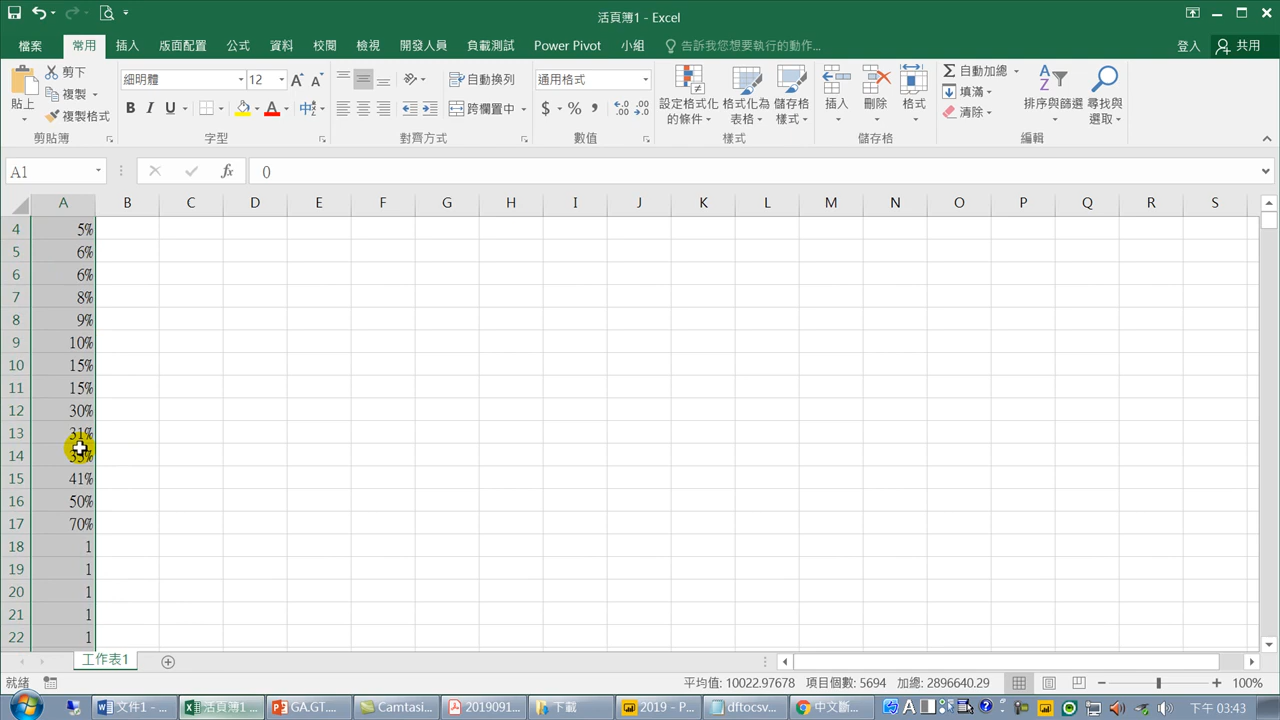 活頁簿1 - Excel
檔案 常用 插入 版面配置 公式 資料 校閱 檢視 開發人員 負載測試 Power Pivot 小組 告訴我您想要執行的動作... 登入 共用
貼上 剪下 複製 複製格式 剪貼簿
細明體 12 B I U A 中 字型
自動換列 跨欄置中 對齊方式
通用格式 $ % , 數值
設定格式化的條件 格式化為表格 儲存格樣式 樣式
插入 刪除 格式 儲存格
自動加總 填滿 清除 排序與篩選 尋找與選取 編輯
A1 fx 0
A B C D E F G H I J K L M N O P Q R S
4 5%
5 6%
6 6%
7 8%
8 9%
9 10%
10 15%
11 15%
12 30%
13 31%
14
15 41%
16 50%
17 70%
18 1
19 1
20 1
21 1
22 1
工作表1
就緒 平均值: 10022.97678 項目個數: 5694 加總: 2896640.29 100%
文件1 - ... 活頁簿1 ... GA.GT.... Camtasi... 2019091... 下載 2019 - P... dftocsv... 中文斷... 下午 03:43